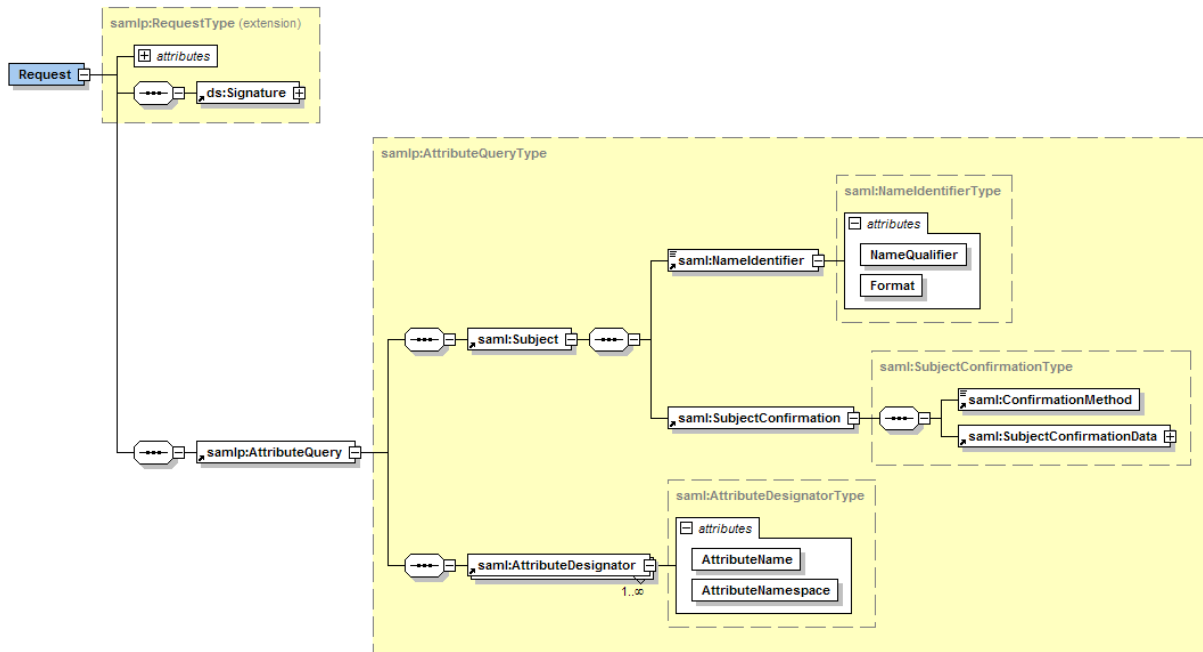 samlp:RequestType (extension)
attributes
Request
ds:Signature
samlp:AttributeQueryType
saml:NameIdentifierType
attributes
saml:NameIdentifier
NameQualifier
Format
saml:Subject
saml:SubjectConfirmationType
saml:ConfirmationMethod
saml:SubjectConfirmation
saml:SubjectConfirmationData
samlp:AttributeQuery
saml:AttributeDesignatorType
attributes
AttributeName
saml:AttributeDesignator
AttributeNamespace
1..∞